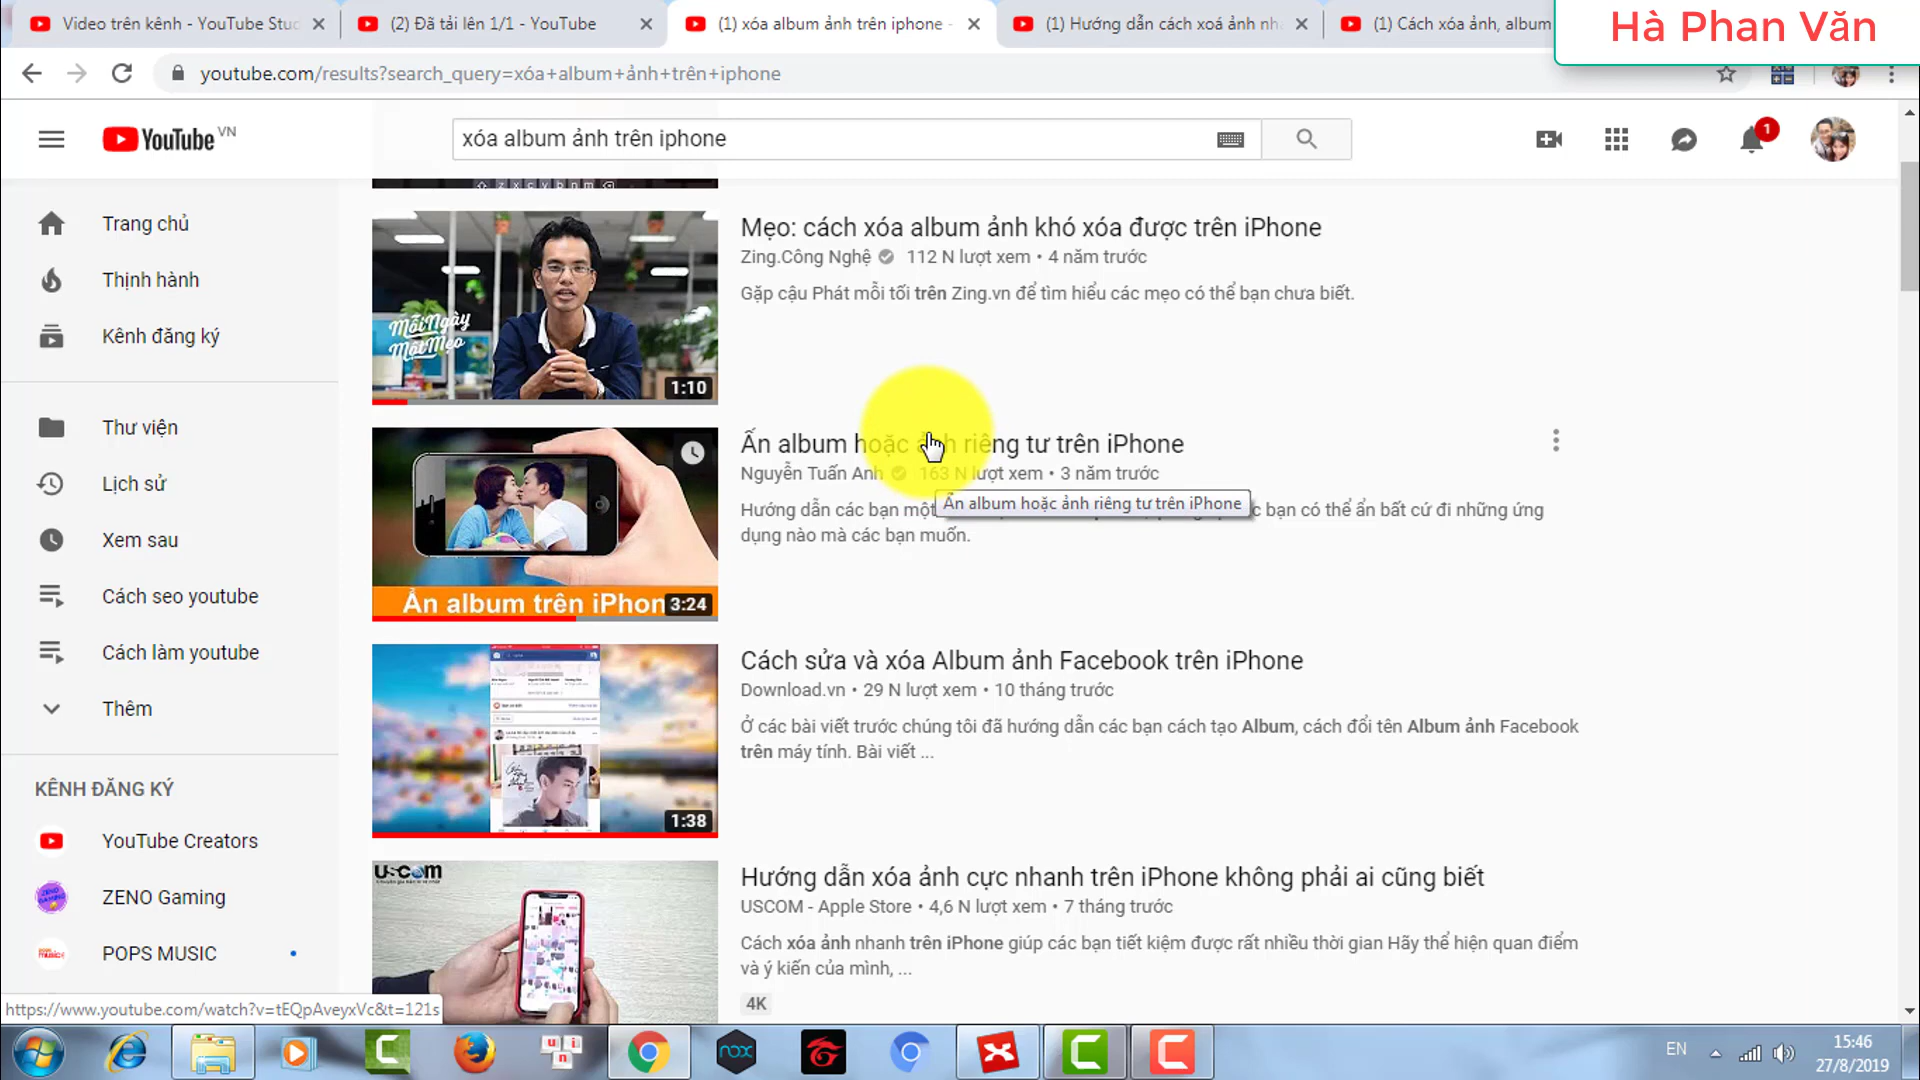 Video trên kênh - YouTube Stud
(2) Đã tải lên 1/1 - YouTube
(1) xóa album ảnh trên iphone -
(1) Hướng dẫn cách xoá ảnh nh
(1) Cách xóa ảnh, album
Hà Phan Văn
youtube.com/results?search_query=xóa+album+ảnh+trên+iphone
YouTube VN
xóa album ảnh trên iphone
1
Trang chủ
Thịnh hành
Kênh đăng ký
Thư viện
Lịch sử
Xem sau
Cách seo youtube
Cách làm youtube
Thêm
KÊNH ĐĂNG KÝ
YouTube Creators
ZENO Gaming
POPS MUSIC
z x c v b n m
Mỗi Ngày
Một Mẹo
1:10
Mẹo: cách xóa album ảnh khó xóa được trên iPhone
Zing.Công Nghệ 112 N lượt xem • 4 năm trước
Gặp cậu Phát mỗi tối trên Zing.vn để tìm hiểu các mẹo có thể bạn chưa biết.
Ẩn album trên iPhon
3:24
Ẩn album hoặc ảnh riêng tư trên iPhone
Nguyễn Tuấn Anh 163 N lượt xem • 3 năm trước
Ẩn album hoặc ảnh riêng tư trên iPhone
Hướng dẫn các bạn một bạn có thể ẩn bất cứ đi những ứng
dụng nào mà các bạn muốn.
1:38
Cách sửa và xóa Album ảnh Facebook trên iPhone
Download.vn • 29 N lượt xem • 10 tháng trước
Ở các bài viết trước chúng tôi đã hướng dẫn các bạn cách tạo Album, cách đổi tên Album ảnh Facebook
trên máy tính. Bài viết ...
uscom
Hướng dẫn xóa ảnh cực nhanh trên iPhone không phải ai cũng biết
USCOM - Apple Store • 4,6 N lượt xem • 7 tháng trước
Cách xóa ảnh nhanh trên iPhone giúp các bạn tiết kiệm được rất nhiều thời gian Hãy thể hiện quan điểm
và ý kiến của mình, ...
4K
https://www.youtube.com/watch?v=tEQpAveyxVc&t=121s
u i
n
nox
EN
15:46
27/8/2019